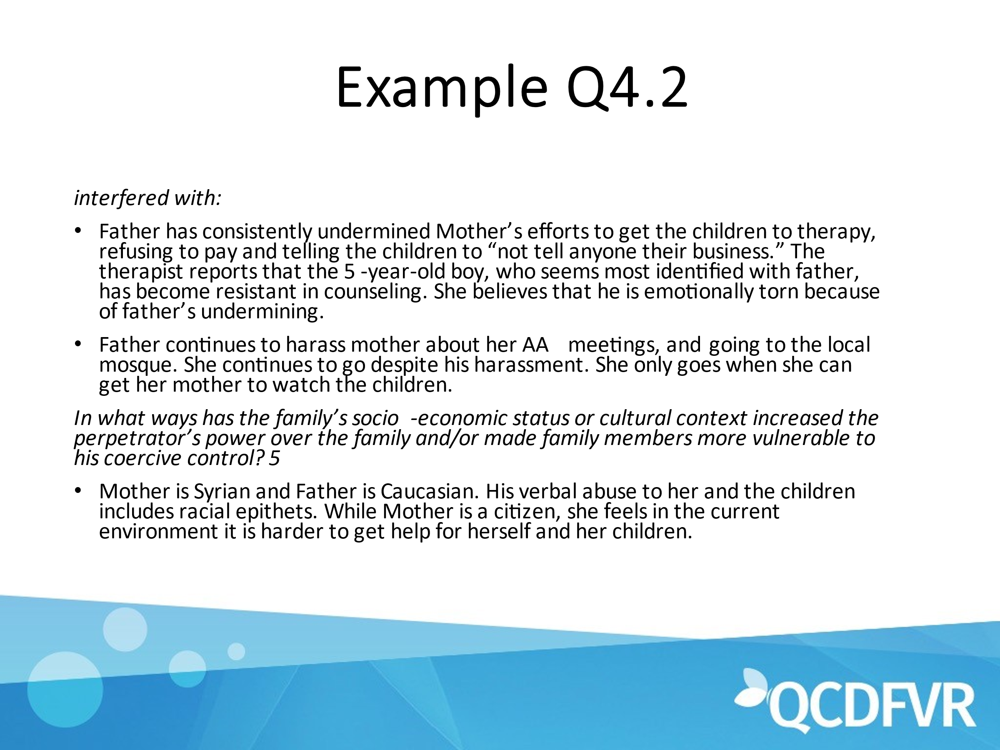 Example Q4.2
interfered with:
• Father has consistently undermined Mother’s efforts to get the children to therapy,
refusing to pay and telling the children to “not tell anyone their business.” The
therapist reports that the 5 -year-old boy, who seems most identified with father,
has become resistant in counseling. She believes that he is emotionally torn because
of father’s undermining.
• Father continues to harass mother about her AA meetings, and going to the local
mosque. She continues to go despite his harassment. She only goes when she can
get her mother to watch the children.
In what ways has the family’s socio -economic status or cultural context increased the
perpetrator’s power over the family and/or made family members more vulnerable to
his coercive control? 5
• Mother is Syrian and Father is Caucasian. His verbal abuse to her and the children
includes racial epithets. While Mother is a citizen, she feels in the current
environment it is harder to get help for herself and her children.
QCDFVR